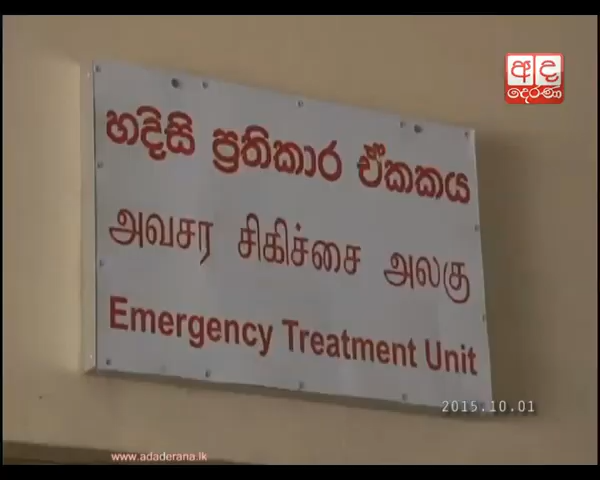 අද
දෙරණ
හදිසි ප්‍රතිකාර ඒකකය
அவசர சிகிச்சை அலகு
Emergency Treatment Unit
2015.10.01
www.adaderana.lk